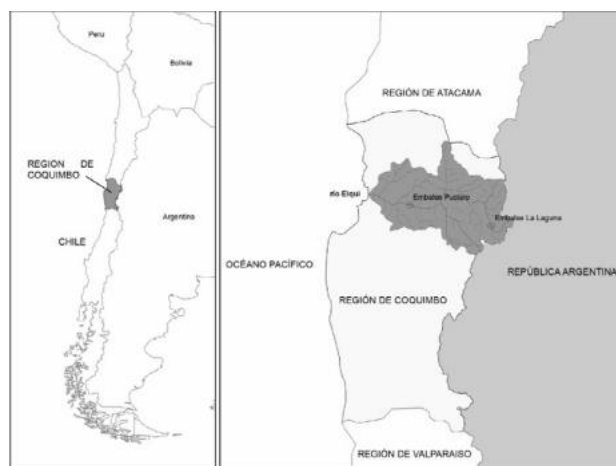 Peru
Bolivia
REGION DE
COQUIMBO
Argentina
CHILE
REGIÓN DE ATACAMA
río Elqui
Embalse Puclaro
Embalse La Laguna
OCÉANO PACÍFICO
REPÚBLICA ARGENTINA
REGIÓN DE COQUIMBO
REGIÓN DE VALPARAISO